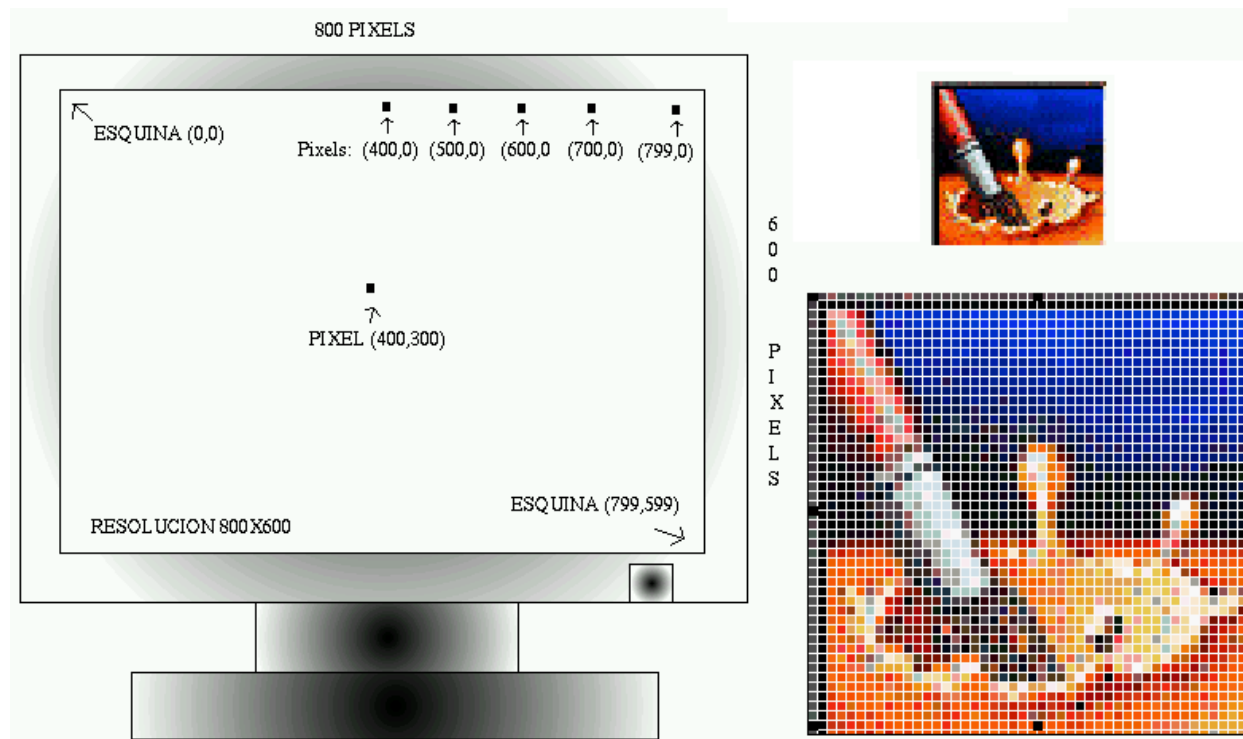 800 PIXELS
ESQUINA (0,0)
Pixels: (400,0) (500,0) (600,0 (700,0) (799,0)
PIXEL (400,300)
ESQUINA (799,599)
RESOLUCION 800X600
600 PIXELS